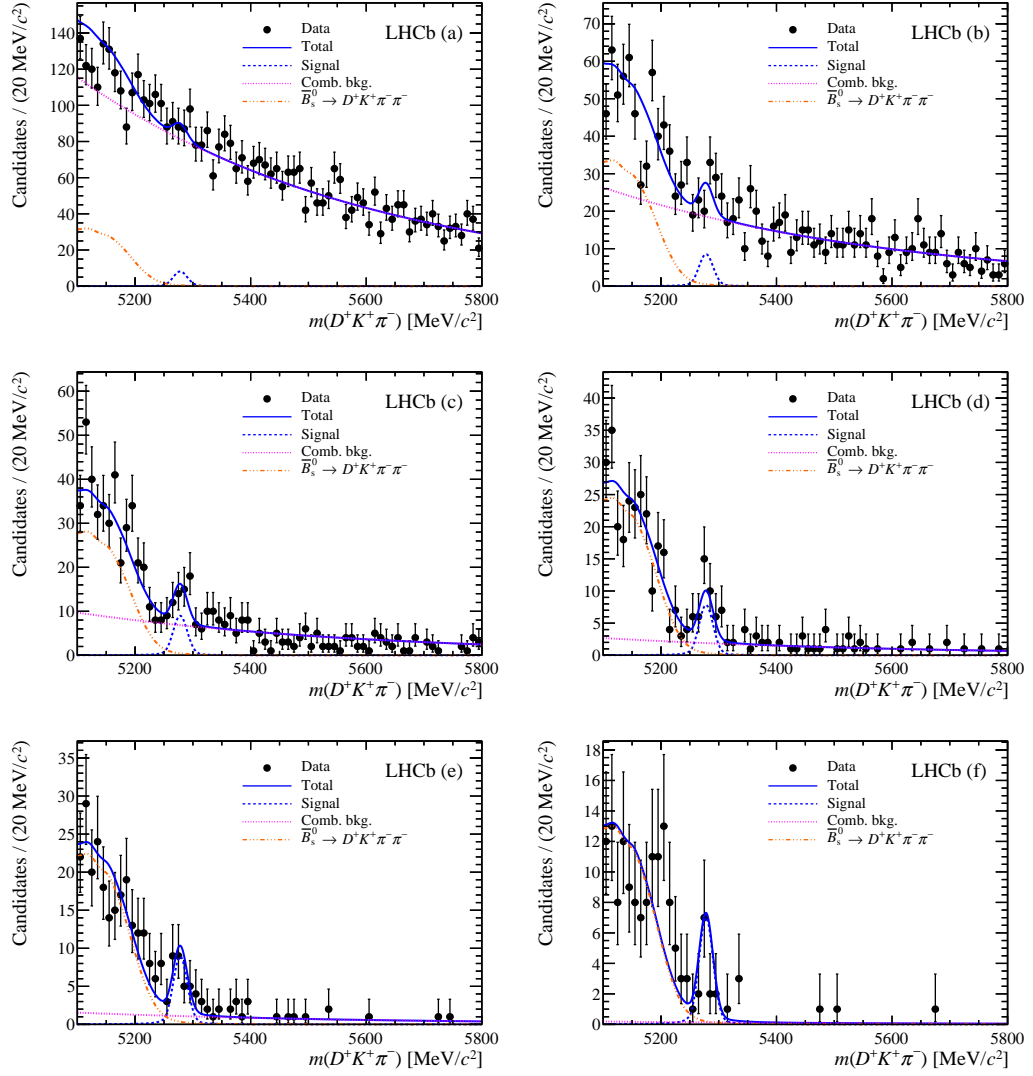 Candidates / (20 MeV/c²)
140
120
100
80
60
40
20
0
LHCb (a)
Data
Total
Signal
Comb. bkg.
B̅⁰ₛ → D⁺K⁺π⁻π⁻
5200 5400 5600 5800
m(D⁺K⁺π⁻) [MeV/c²]
Candidates / (20 MeV/c²)
70
60
50
40
30
20
10
0
LHCb (b)
Data
Total
Signal
Comb. bkg.
B̅⁰ₛ → D⁺K⁺π⁻π⁻
5200 5400 5600 5800
m(D⁺K⁺π⁻) [MeV/c²]
Candidates / (20 MeV/c²)
60
50
40
30
20
10
0
LHCb (c)
Data
Total
Signal
Comb. bkg.
B̅⁰ₛ → D⁺K⁺π⁻π⁻
5200 5400 5600 5800
m(D⁺K⁺π⁻) [MeV/c²]
Candidates / (20 MeV/c²)
40
35
30
25
20
15
10
5
0
LHCb (d)
Data
Total
Signal
Comb. bkg.
B̅⁰ₛ → D⁺K⁺π⁻π⁻
5200 5400 5600 5800
m(D⁺K⁺π⁻) [MeV/c²]
Candidates / (20 MeV/c²)
35
30
25
20
15
10
5
0
LHCb (e)
Data
Total
Signal
Comb. bkg.
B̅⁰ₛ → D⁺K⁺π⁻π⁻
5200 5400 5600 5800
m(D⁺K⁺π⁻) [MeV/c²]
Candidates / (20 MeV/c²)
18
16
14
12
10
8
6
4
2
0
LHCb (f)
Data
Total
Signal
Comb. bkg.
B̅⁰ₛ → D⁺K⁺π⁻π⁻
5200 5400 5600 5800
m(D⁺K⁺π⁻) [MeV/c²]